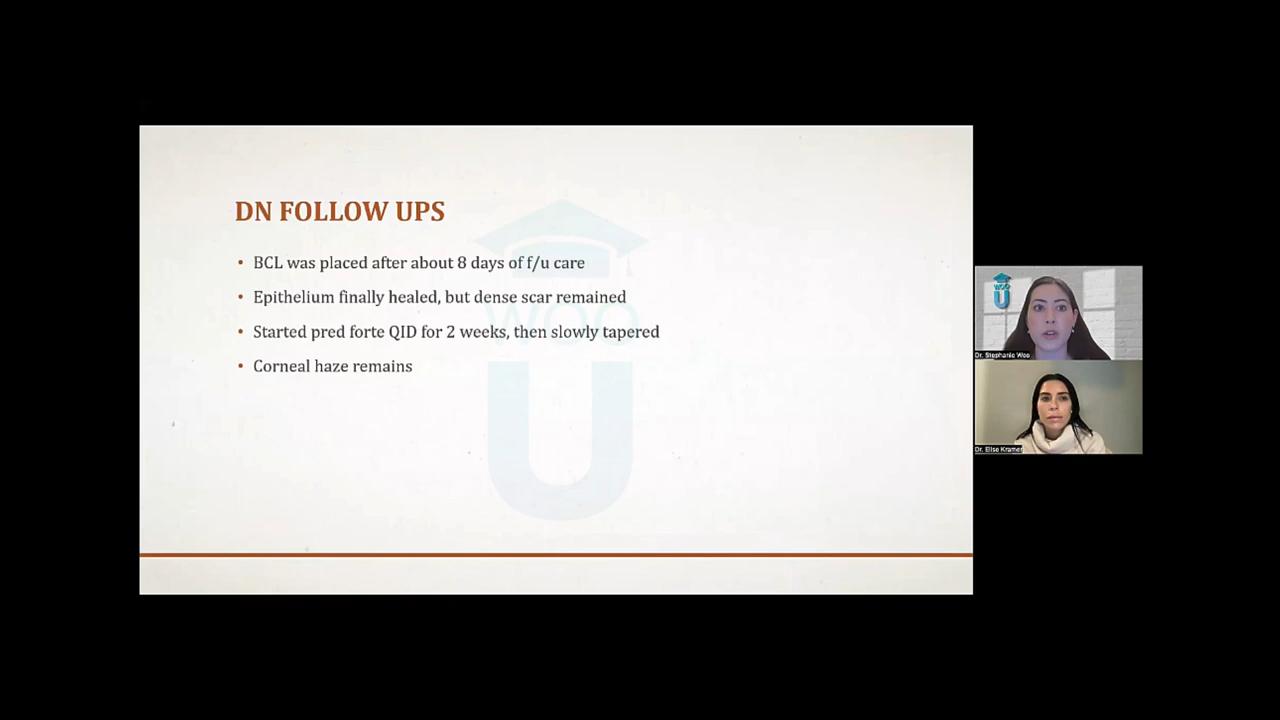 DN FOLLOW UPS
• BCL was placed after about 8 days of f/u care
• Epithelium finally healed, but dense scar remained
• Started pred forte QID for 2 weeks, then slowly tapered
• Corneal haze remains
WOO
U
WOO
U
Dr. Stephanie Woo
Dr. Elise Kramer